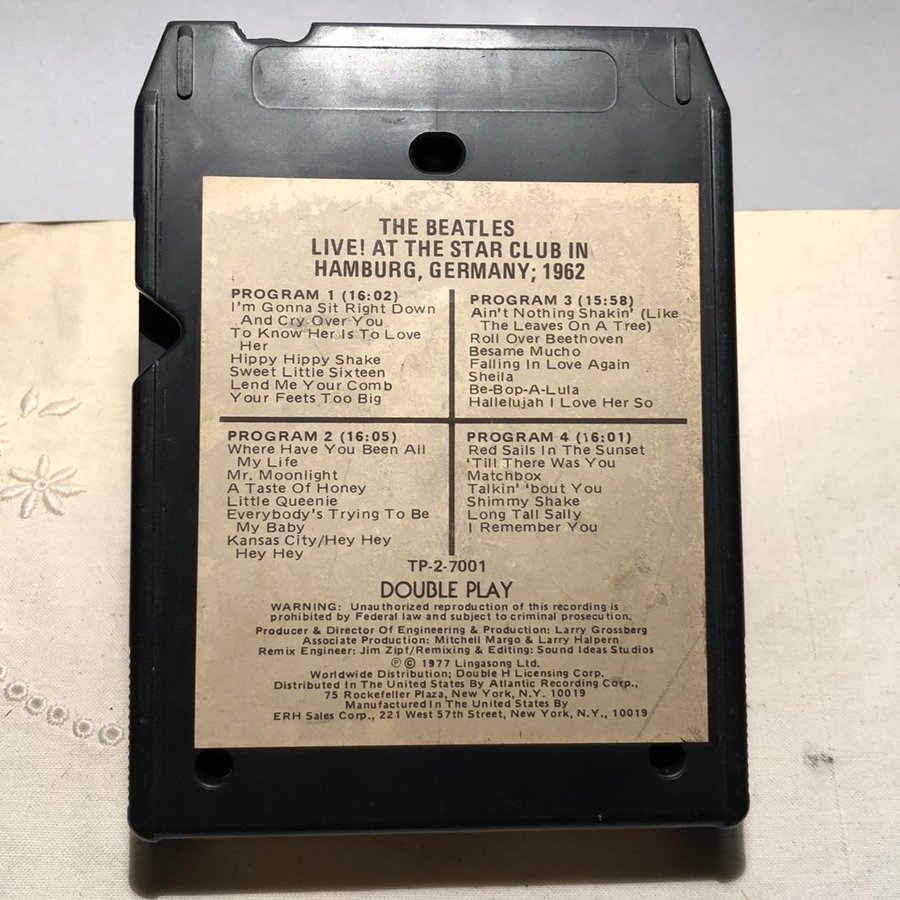 THE BEATLES
LIVE! AT THE STAR CLUB IN
HAMBURG, GERMANY; 1962
PROGRAM 1 (16:02)
I'm Gonna Sit Right Down
And Cry Over You
To Know Her Is To Love
Her
Hippy Hippy Shake
Sweet Little Sixteen
Lend Me Your Comb
Your Feets Too Big
PROGRAM 3 (15:58)
Ain't Nothing Shakin' (Like
The Leaves On A Tree)
Roll Over Beethoven
Besame Mucho
Falling In Love Again
Sheila
Be-Bop-A-Lula
Hallelujah I Love Her So
PROGRAM 2 (16:05)
Where Have You Been All
My Life
Mr. Moonlight
A Taste Of Honey
Little Queenie
Everybody's Trying To Be
My Baby
Kansas City/Hey Hey
Hey Hey
PROGRAM 4 (16:01)
Red Sails In The Sunset
'Till There Was You
Matchbox
Talkin' 'bout You
Shimmy Shake
Long Tall Sally
I Remember You
TP-2-7001
DOUBLE PLAY
WARNING: Unauthorized reproduction of this recording is
prohibited by Federal law and subject to criminal prosecution.
Producer & Director Of Engineering & Production: Larry Grossberg
Associate Production: Mitchell Margo & Larry Halpern
Remix Engineer: Jim Zipf/Remixing & Editing: Sound Ideas Studios
℗ © 1977 Lingasong Ltd.
Worldwide Distribution; Double H Licensing Corp.
Distributed In The United States By Atlantic Recording Corp.,
75 Rockefeller Plaza, New York, N.Y. 10019
Manufactured In The United States By
ERH Sales Corp., 221 West 57th Street, New York, N.Y., 10019